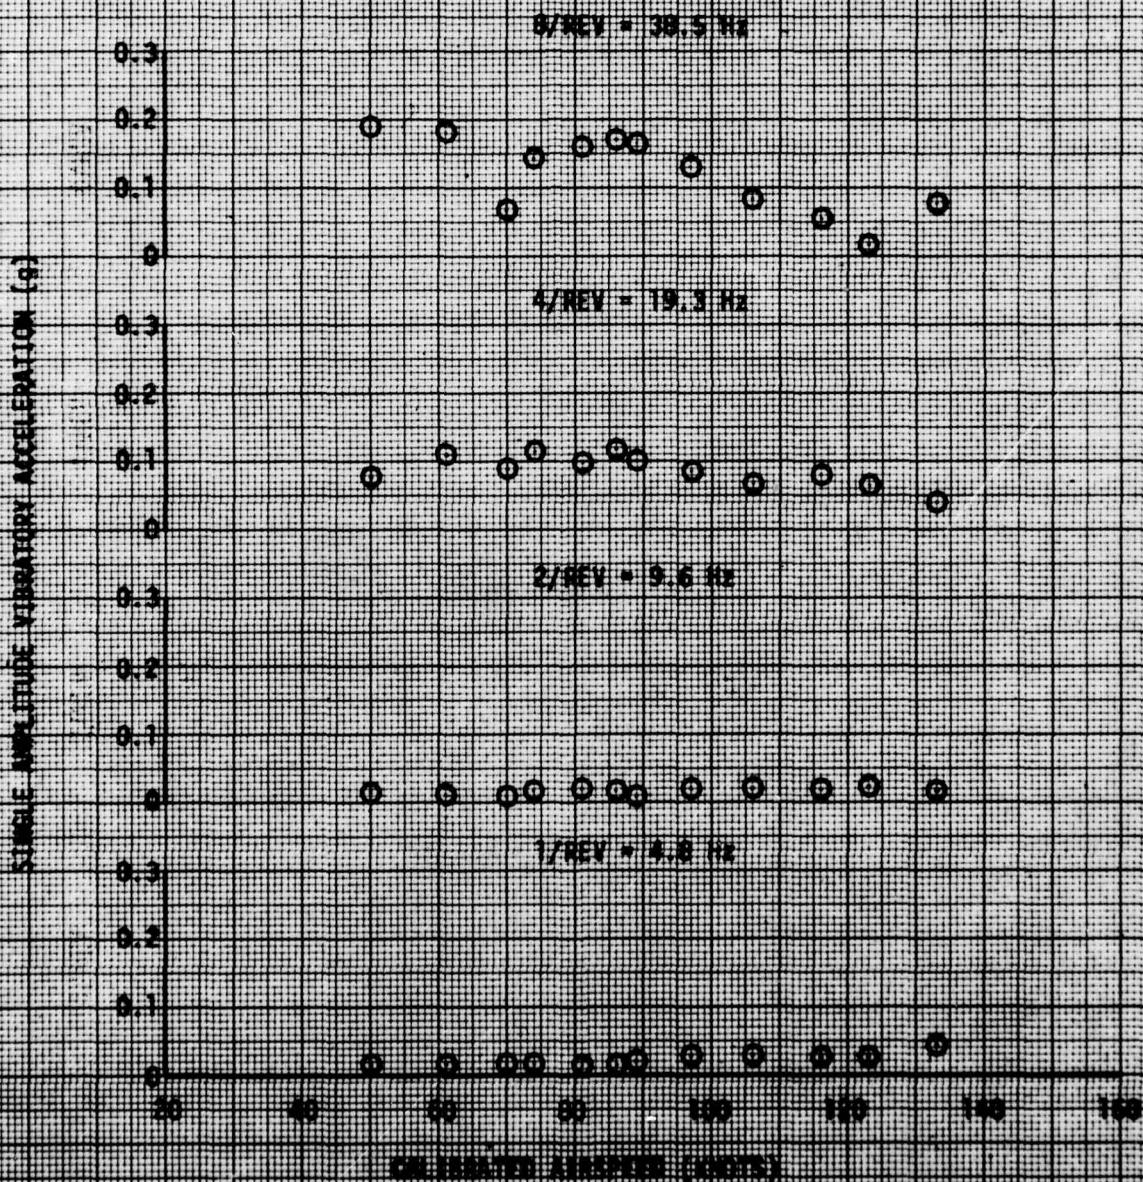 8/REV = 38.5 Hz
0.3
0.2
0.1
0
4/REV = 19.3 Hz
0.3
0.2
0.1
0
2/REV = 9.6 Hz
0.3
0.2
0.1
0
1/REV = 4.8 Hz
0.3
0.2
0.1
0
20 40 60 80 100 120 140 160
SINGLE AMPLITUDE VIBRATORY ACCELERATION (g)
CALIBRATED AIRSPEED (KNOTS)